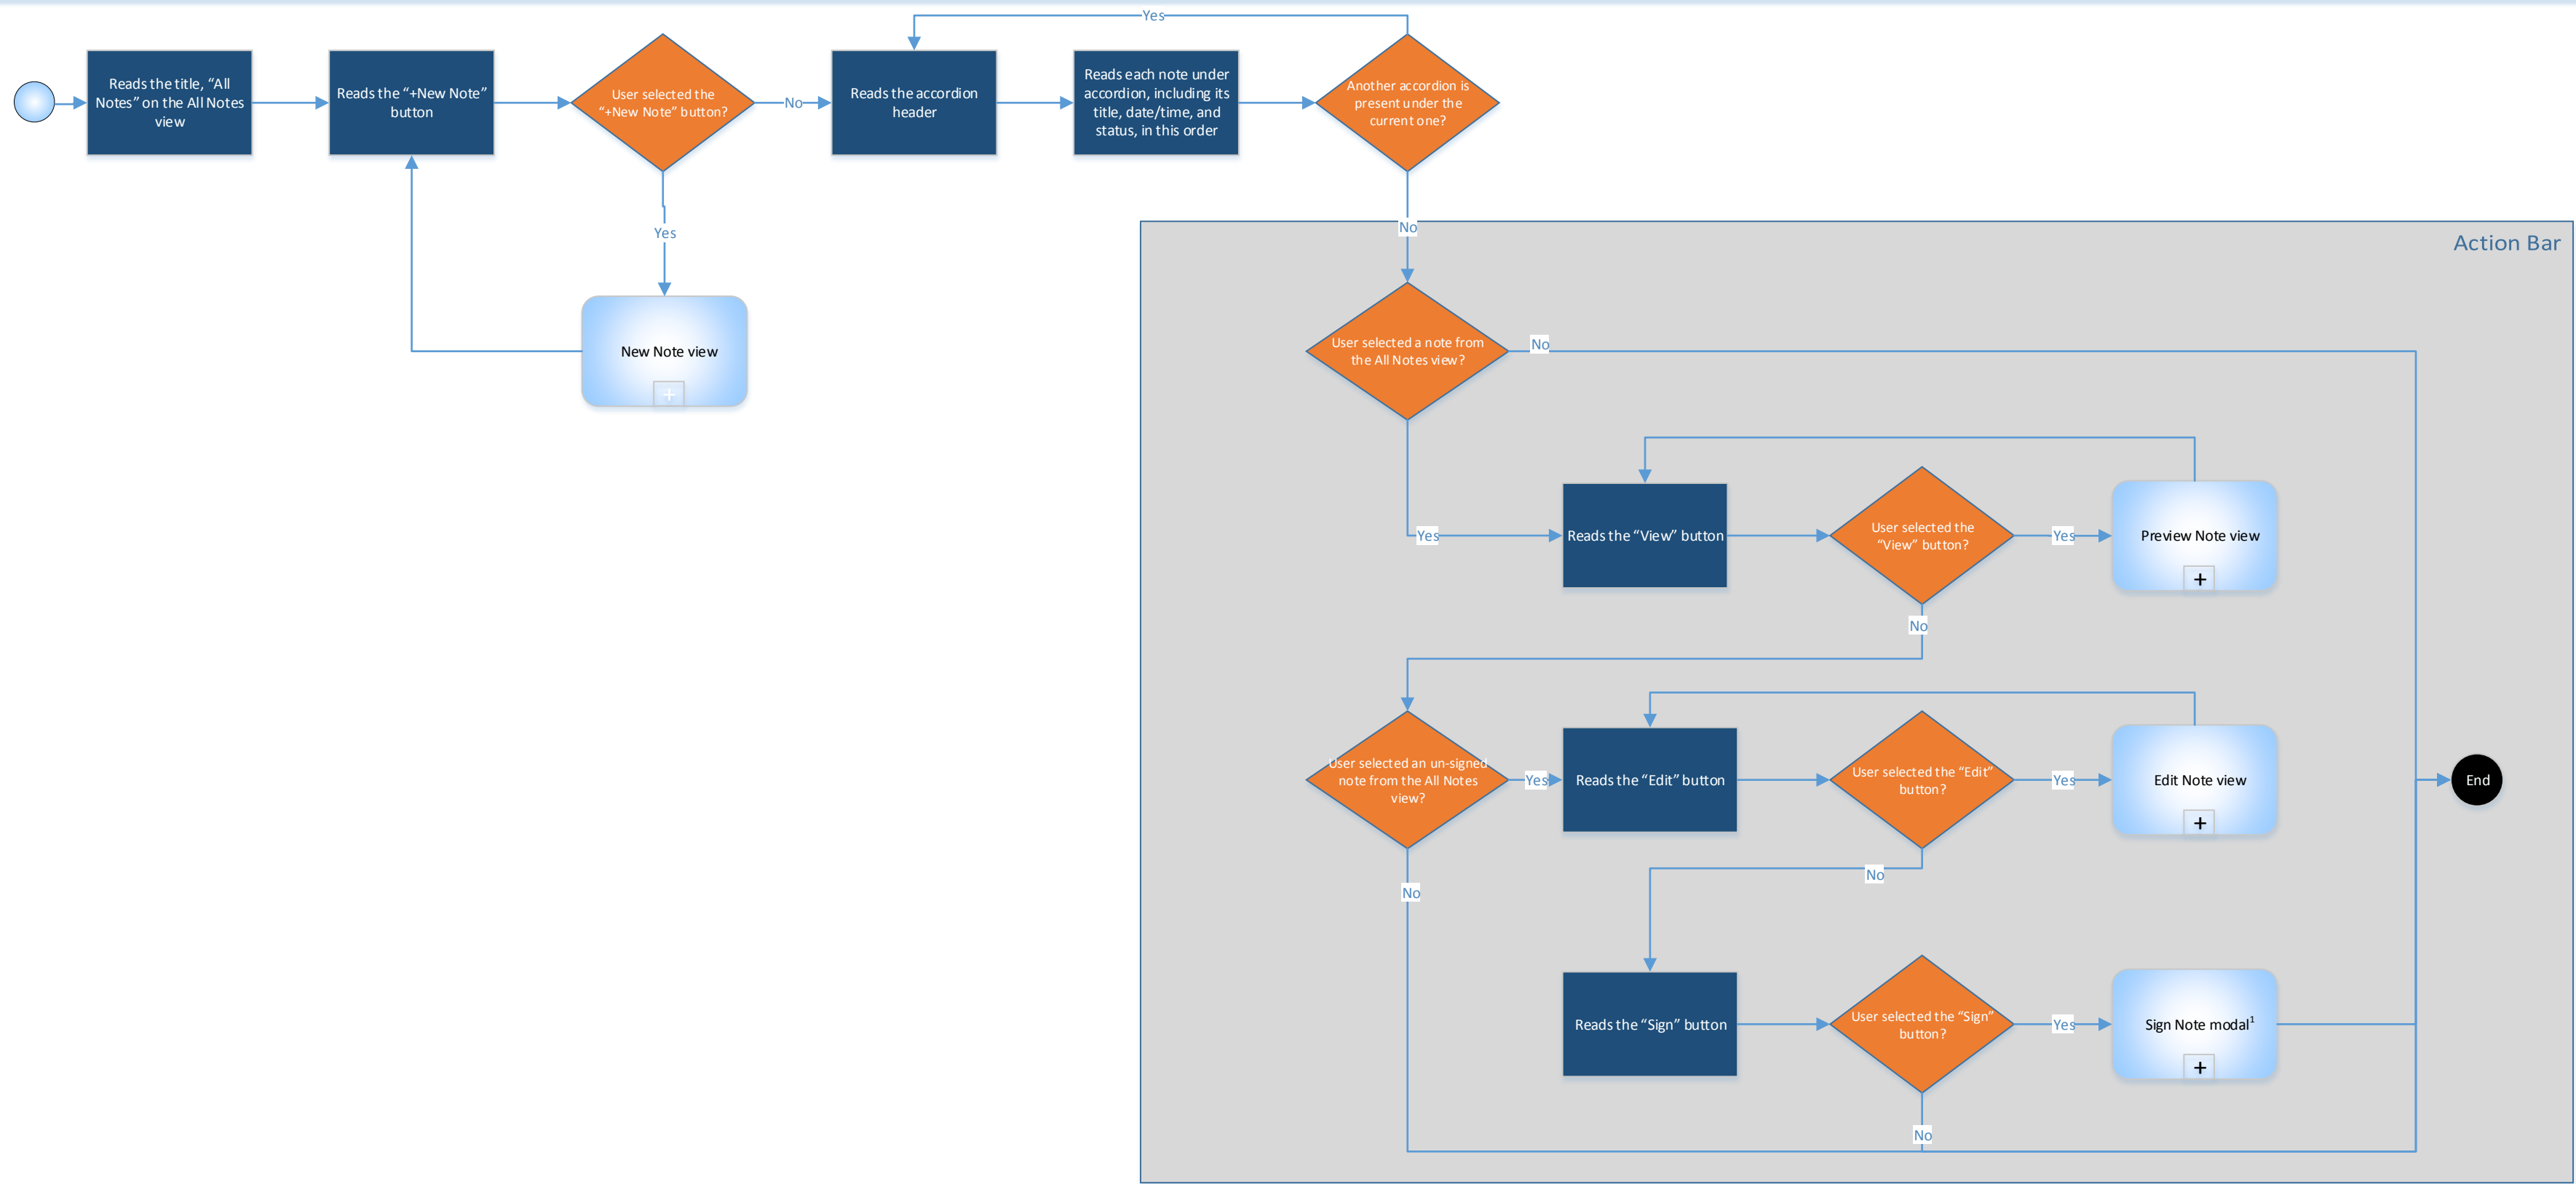 Yes
Reads the title, “All
Notes” on the All Notes
view
Reads the “+New Note”
button
User selected the
“+New Note” button?
No
Reads the accordion
header
Reads each note under
accordion, including its
title, date/time, and
status, in this order
Another accordion is
present under the
current one?
Yes
New Note view
+
No
Action Bar
User selected a note from
the All Notes view?
No
Yes
Reads the “View” button
User selected the
“View” button?
Yes
Preview Note view
+
No
User selected an un-signed
note from the All Notes
view?
Yes
Reads the “Edit” button
User selected the “Edit”
button?
Yes
Edit Note view
+
End
No
No
Reads the “Sign” button
User selected the “Sign”
button?
Yes
Sign Note modal¹
+
No